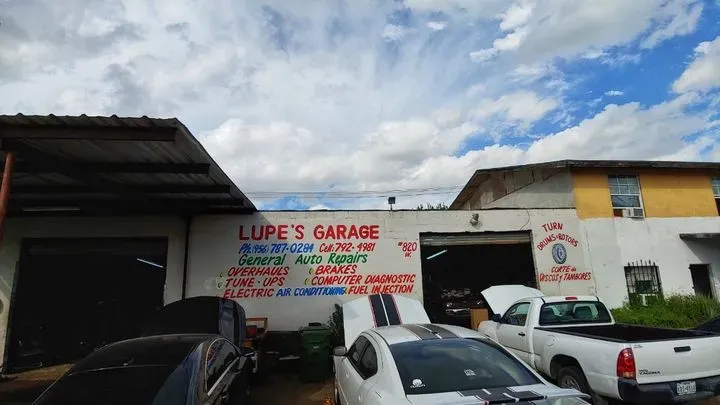 LUPE'S GARAGE
Ph. (956) 787-0284 Cell: 792-4981
#820
General Auto Repairs
OVERHAULS
BRAKES
TUNE-UPS
COMPUTER DIAGNOSTIC
ELECTRIC AIR CONDITIONING FUEL INJECTION
TURN
DRUMS & ROTORS
CORTE DE
DISCOS Y TAMBORES